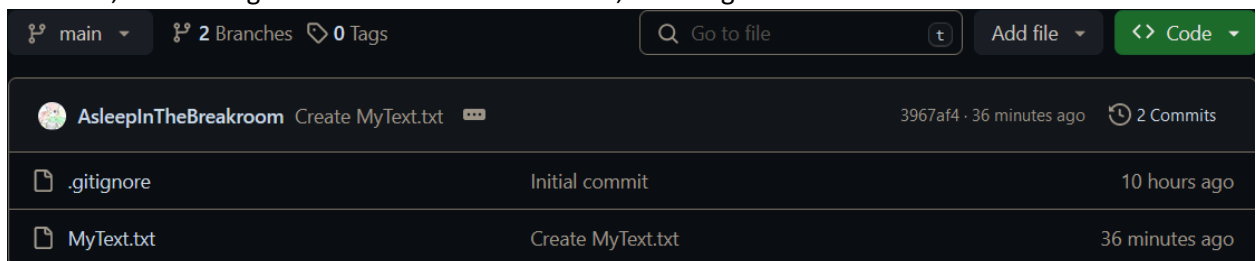 main 2 Branches 0 Tags Go to file t Add file Code
AsleepInTheBreakroom Create MyText.txt 3967af4 · 36 minutes ago 2 Commits
.gitignore Initial commit 10 hours ago
MyText.txt Create MyText.txt 36 minutes ago